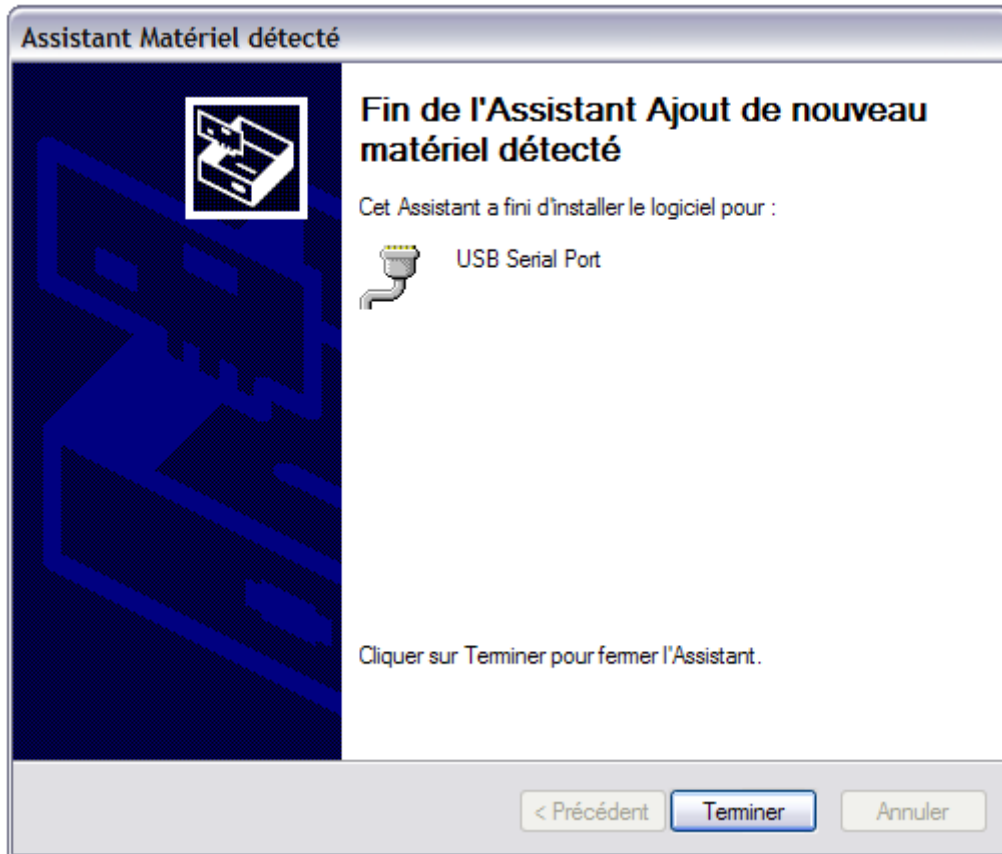 Assistant Matériel détecté
Fin de l'Assistant Ajout de nouveau
matériel détecté
Cet Assistant a fini d'installer le logiciel pour :
USB Serial Port
Cliquer sur Terminer pour fermer l'Assistant.
< Précédent
Terminer
Annuler